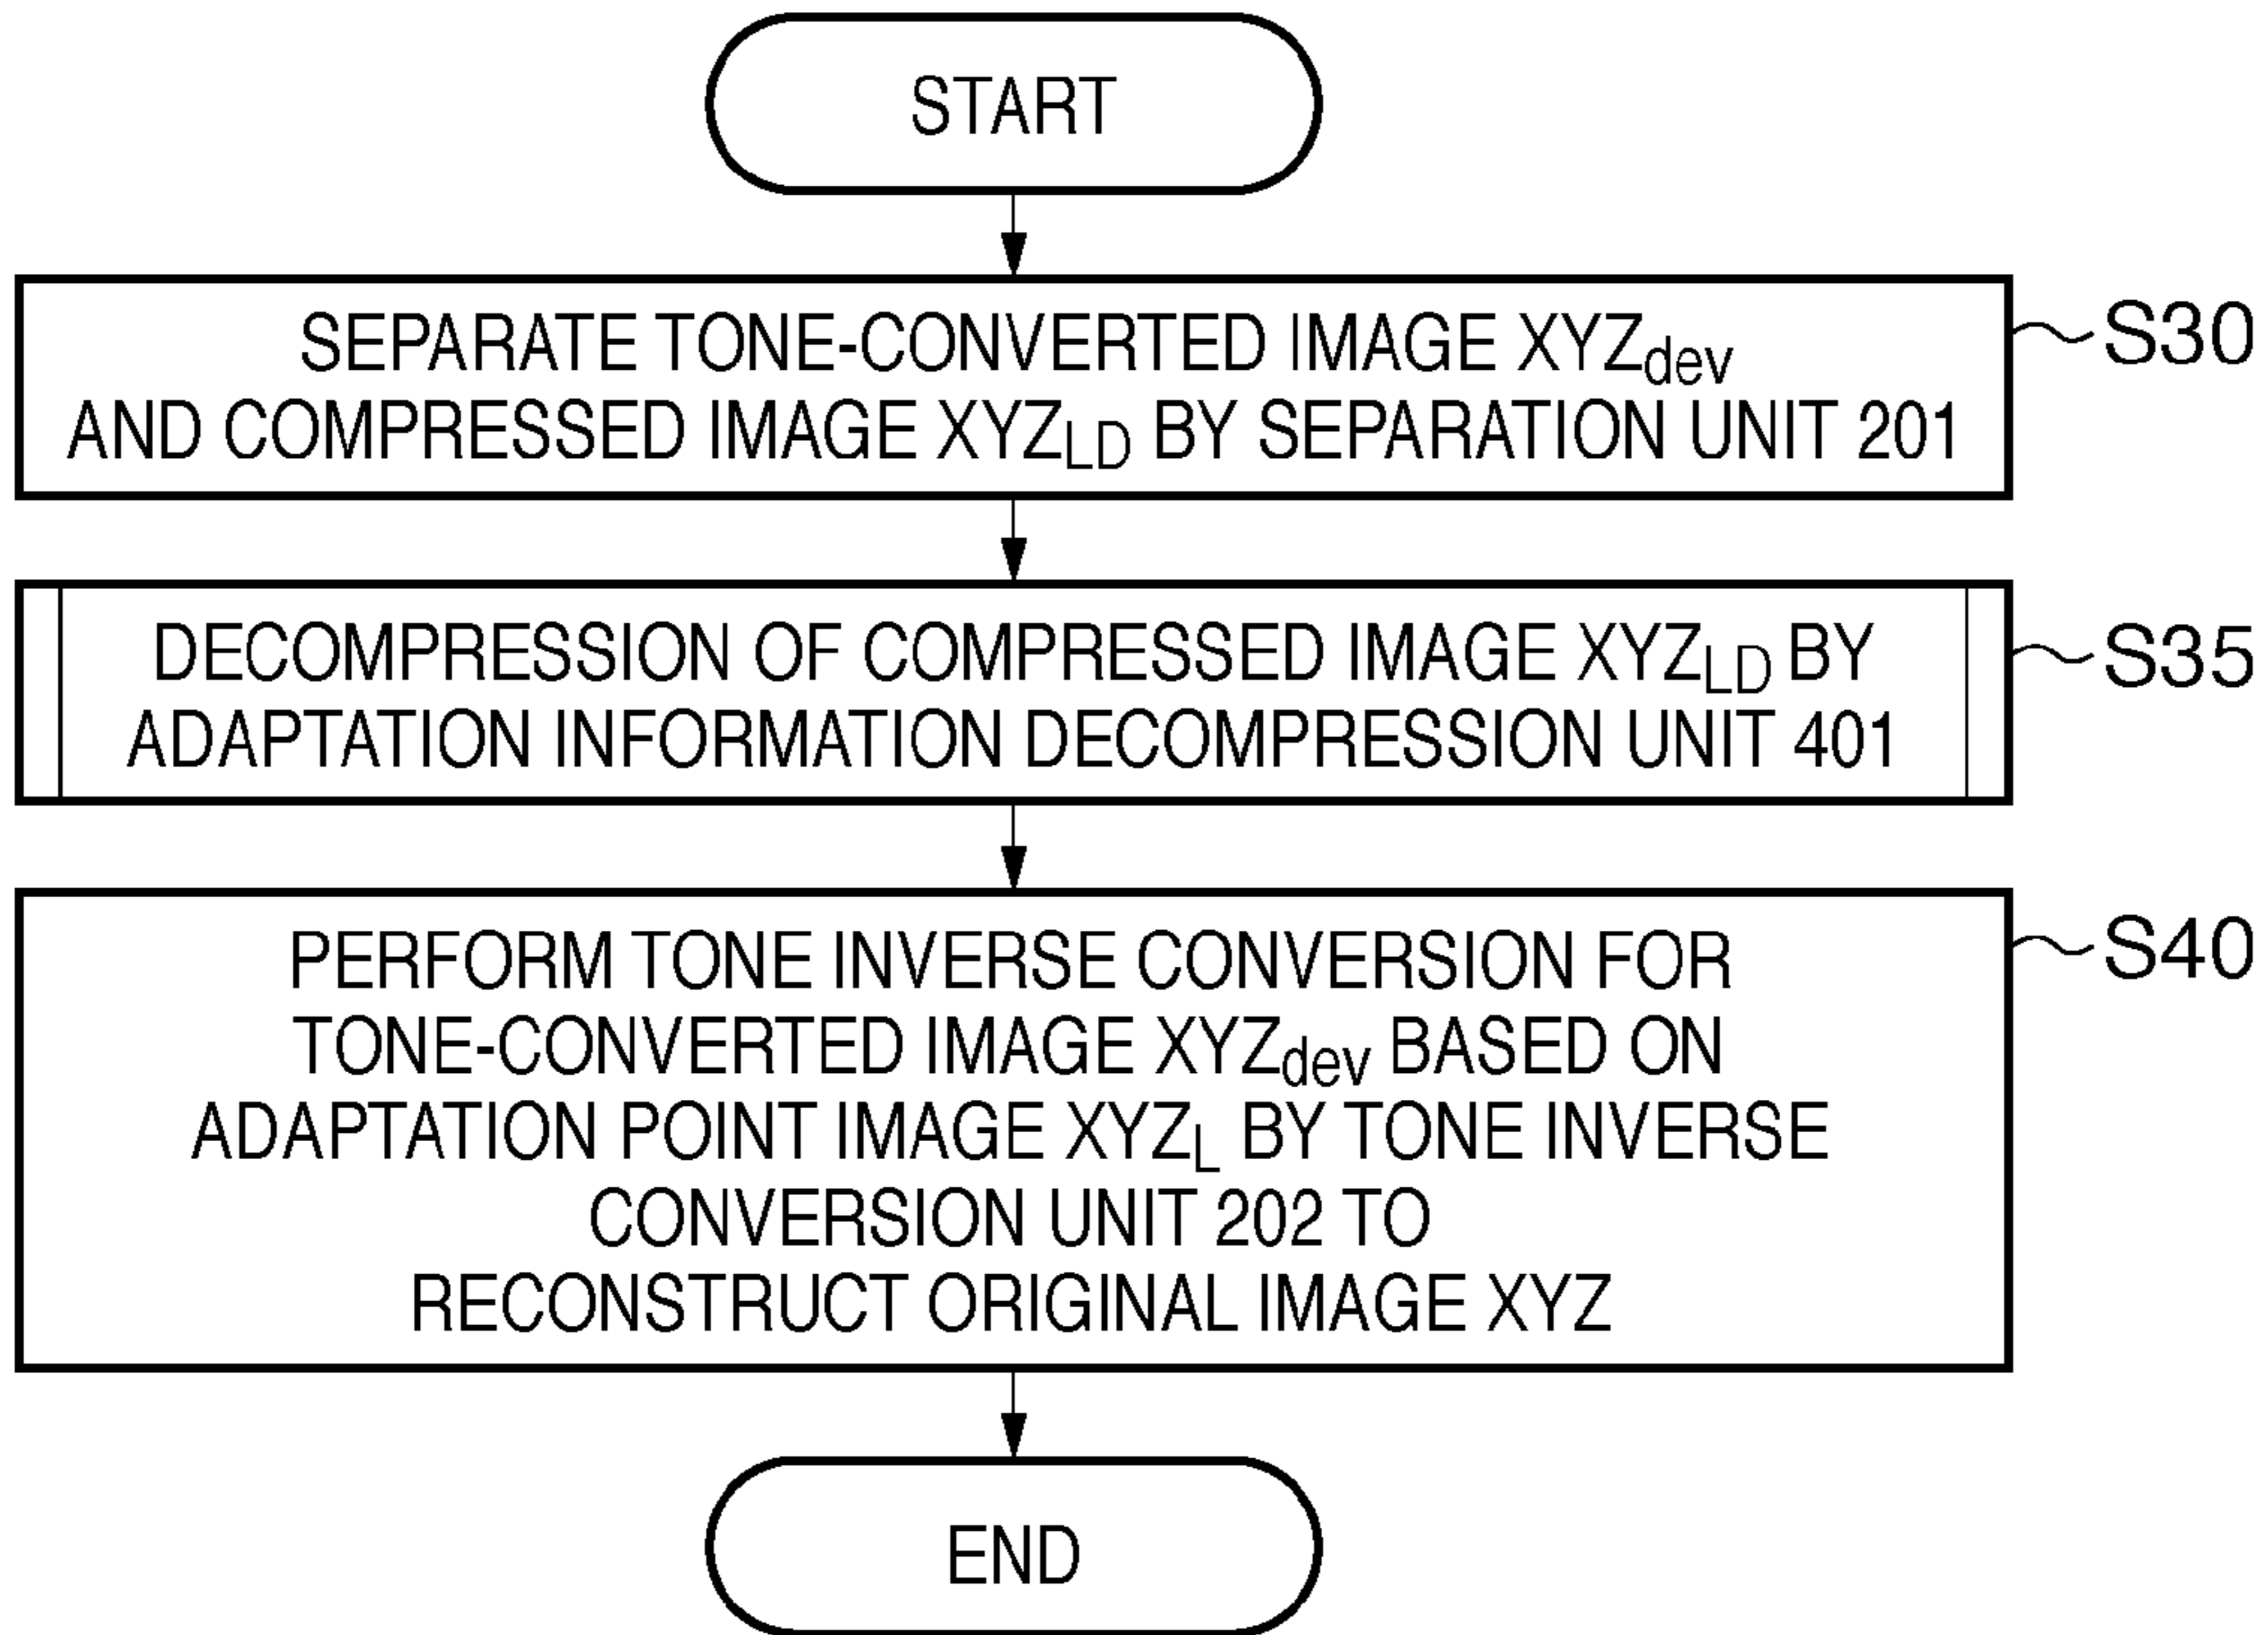 START
SEPARATE TONE-CONVERTED IMAGE XYZdev
AND COMPRESSED IMAGE XYZLD BY SEPARATION UNIT 201
S30
DECOMPRESSION OF COMPRESSED IMAGE XYZLD BY
ADAPTATION INFORMATION DECOMPRESSION UNIT 401
S35
PERFORM TONE INVERSE CONVERSION FOR
TONE-CONVERTED IMAGE XYZdev BASED ON
ADAPTATION POINT IMAGE XYZL BY TONE INVERSE
CONVERSION UNIT 202 TO
RECONSTRUCT ORIGINAL IMAGE XYZ
S40
END